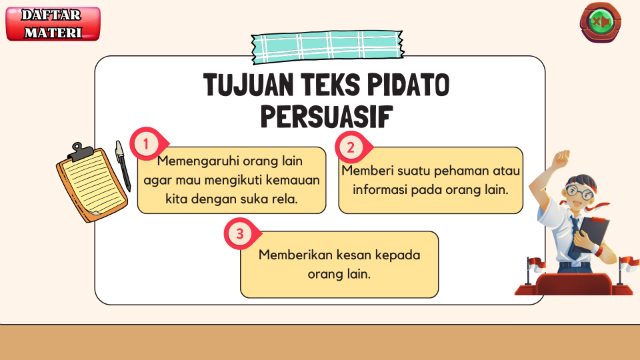 DAFTAR
MATERI
TUJUAN TEKS PIDATO
PERSUASIF
1
Memengaruhi orang lain
agar mau mengikuti kemauan
kita dengan suka rela.
2
Memberi suatu pehaman atau
informasi pada orang lain.
3
Memberikan kesan kepada
orang lain.